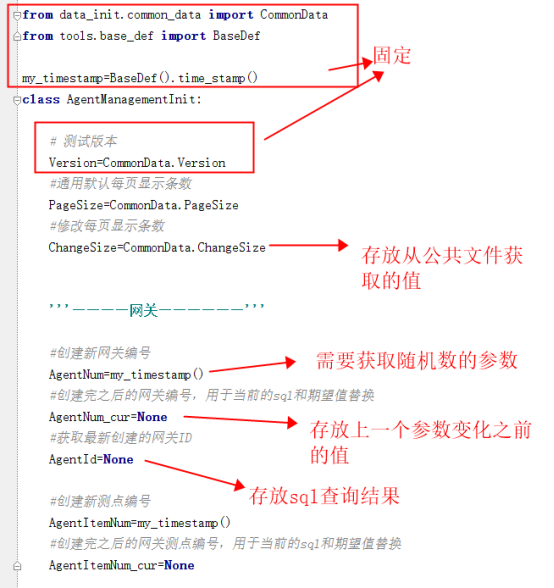 from data_init.common_data import CommonData
from tools.base_def import BaseDef
固定
my_timestamp=BaseDef().time_stamp()
class AgentManagementInit:
# 测试版本
Version=CommonData.Version
#通用默认每页显示条数
PageSize=CommonData.PageSize
#修改每页显示条数
ChangeSize=CommonData.ChangeSize
存放从公共文件获
取的值
'''————网关——————'''
#创建新网关编号
需要获取随机数的参数
AgentNum=my_timestamp()
#创建完之后的网关编号，用于当前的sql和期望值替换
AgentNum_cur=None
存放上一个参数变化之前
的值
#获取最新创建的网关ID
AgentId=None
存放sql查询结果
#创建新测点编号
AgentItemNum=my_timestamp()
#创建完之后的网关测点编号，用于当前的sql和期望值替换
AgentItemNum_cur=None